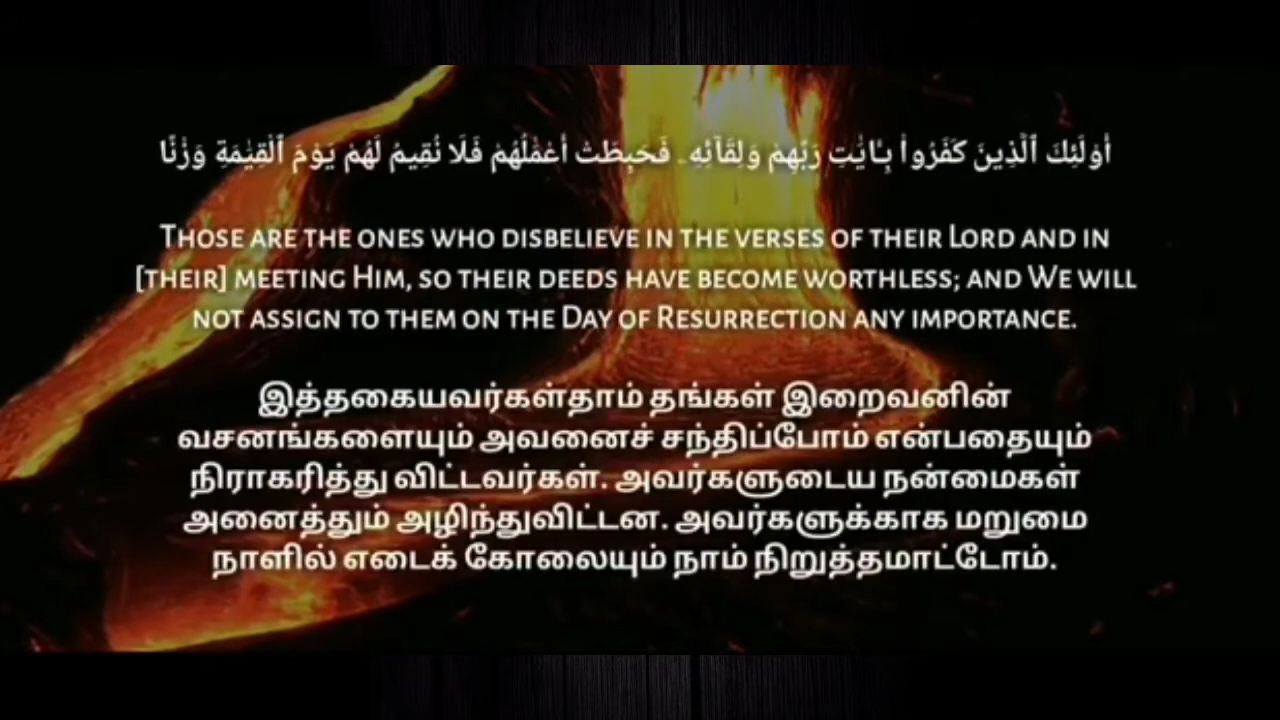 أُوَلَٰٓئِكَ ٱلَّذِينَ كَفَرُوا۟ بِـَٔايَٰتِ رَبِّهِمْ وَلِقَآئِهِۦ فَحَبِطَتْ أَعْمَٰلُهُمْ فَلَا نُقِيمُ لَهُمْ يَوْمَ ٱلْقِيَٰمَةِ وَزْنًا
Those are the ones who disbelieve in the verses of their Lord and in
[their] meeting Him, so their deeds have become worthless; and We will
not assign to them on the Day of Resurrection any importance.
இத்தகையவர்கள்தாம் தங்கள் இறைவனின்
வசனங்களையும் அவனைச் சந்திப்போம் என்பதையும்
நிராகரித்து விட்டவர்கள். அவர்களுடைய நன்மைகள்
அனைத்தும் அழிந்துவிட்டன. அவர்களுக்காக மறுமை
நாளில் எடைக் கோலையும் நாம் நிறுத்தமாட்டோம்.